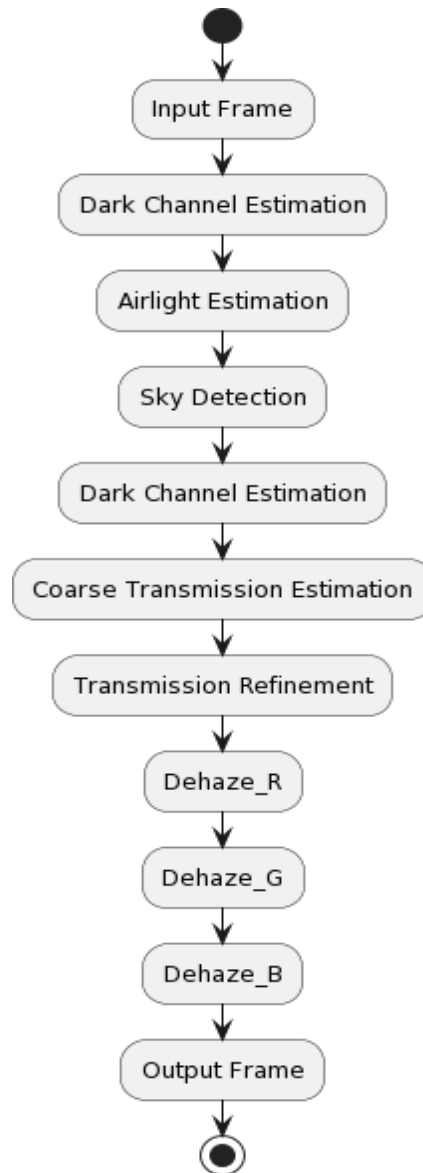 Input Frame
Dark Channel Estimation
Airlight Estimation
Sky Detection
Dark Channel Estimation
Coarse Transmission Estimation
Transmission Refinement
Dehaze_R
Dehaze_G
Dehaze_B
Output Frame